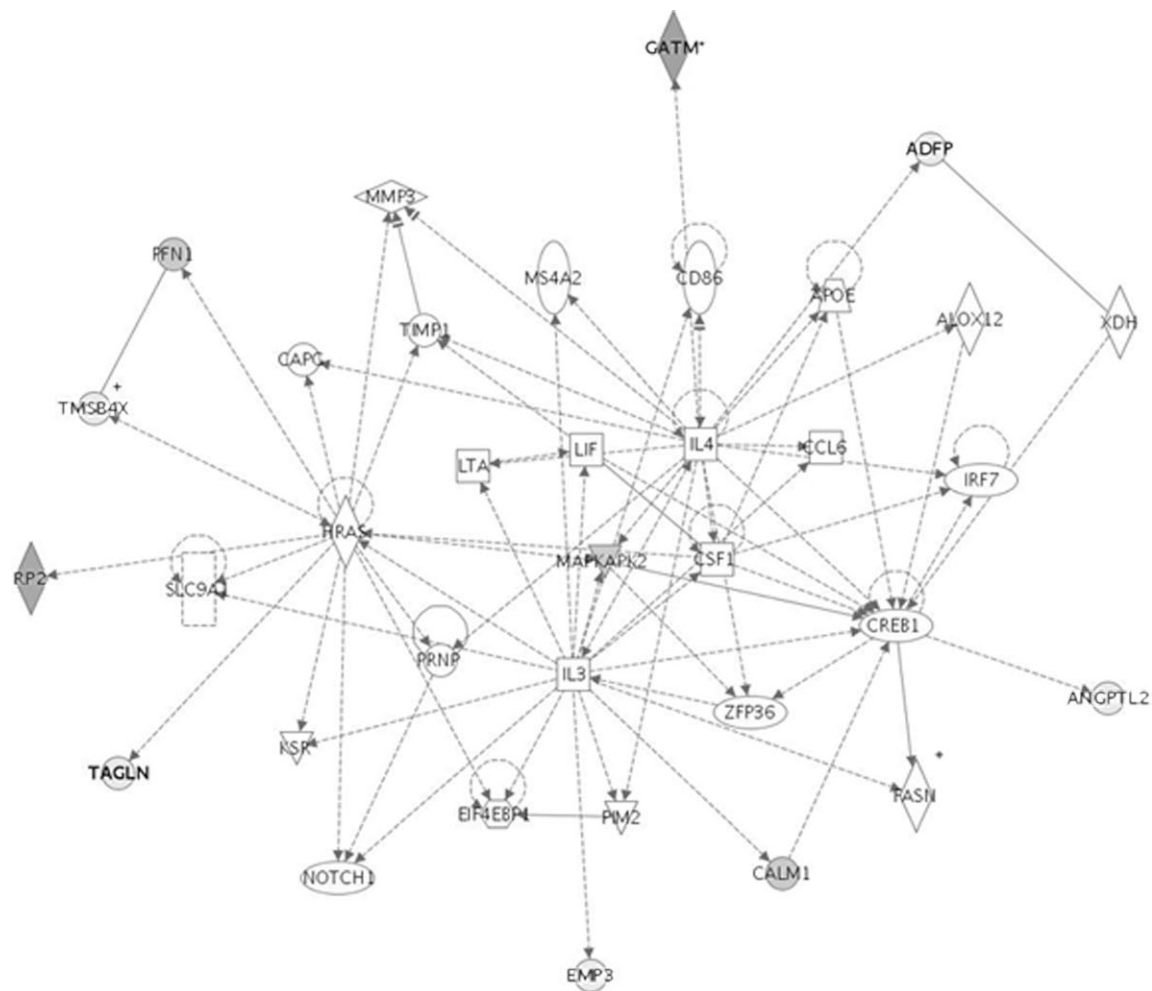 GATM*
ADFP
MMP3
PFN1
MS4A2
CD86
APOE
ALOX12
XDH
TIMP1
CAPG
TMSB4X
+
LTA
LIF
IL4
CCL6
IRF7
HRAS
MAPKAPK2
CSF1
RP2
CREB1
PRNP
IL3
ANGPTL2
ZFP36
KSR
TAGLN
FASN
EIF4EBP1
PIM2
NOTCH1
CALM1
EMP3